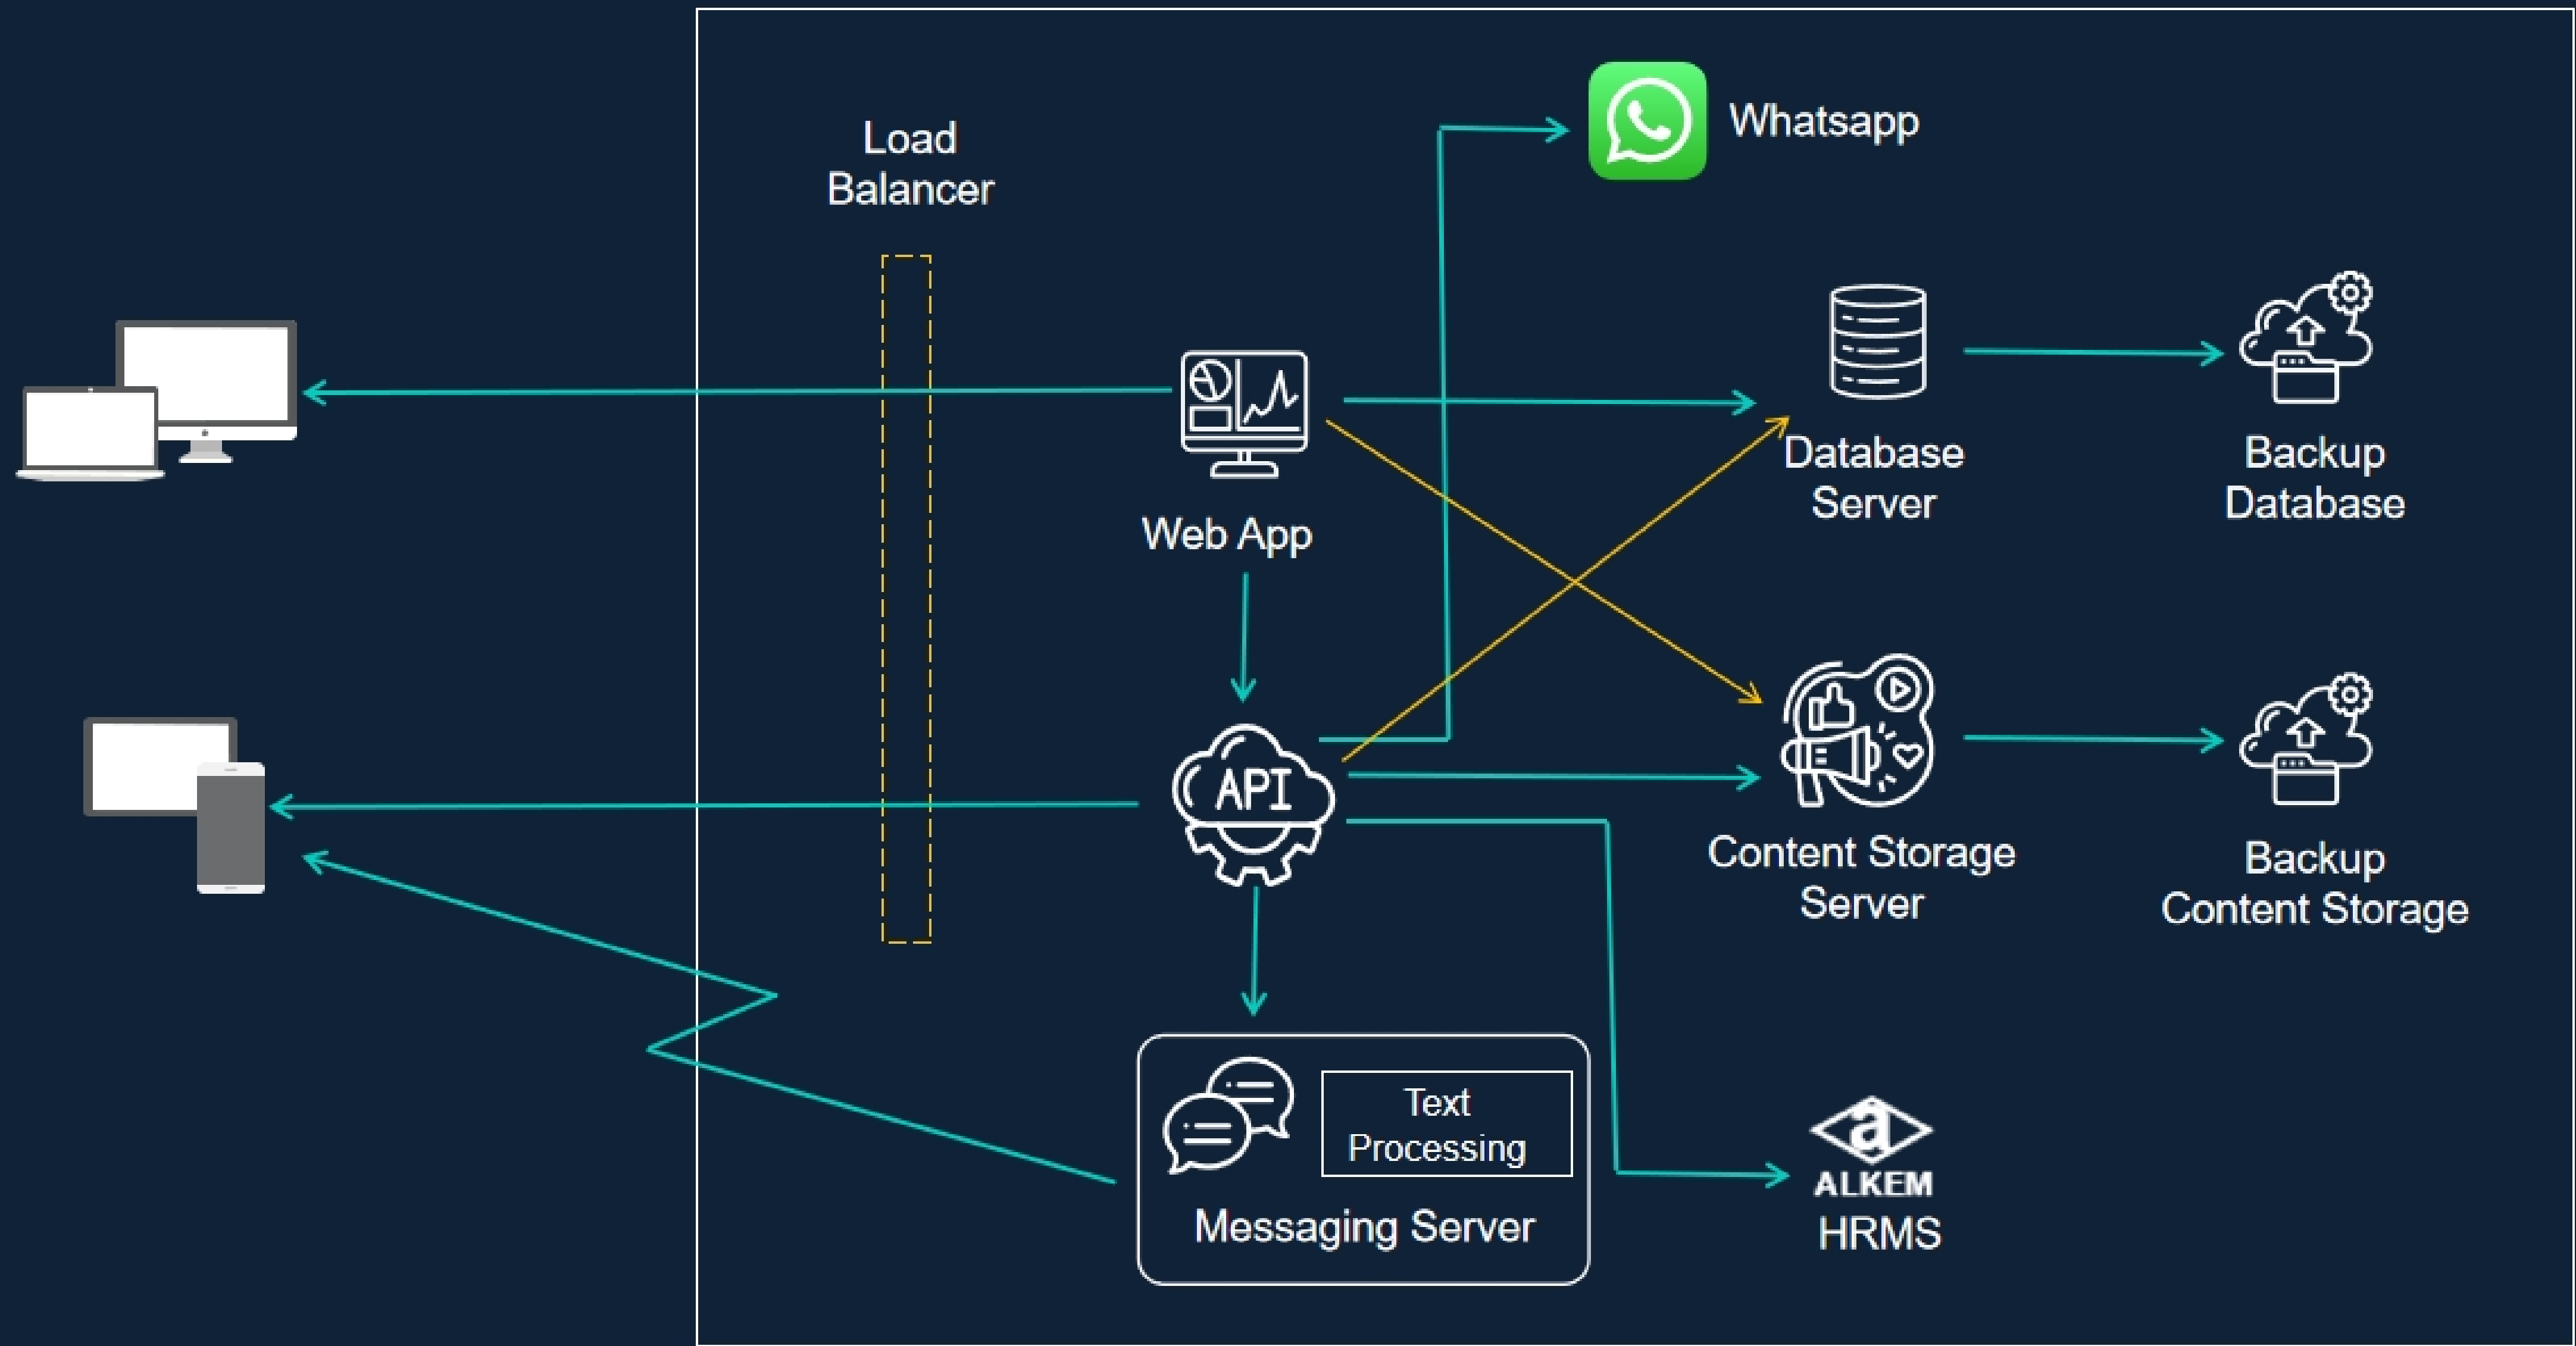 Whatsapp
Load
Balancer
Database
Server
Backup
Database
Web App
API
Content Storage
Server
Backup
Content Storage
Text
Processing
Messaging Server
a
ALKEM
HRMS